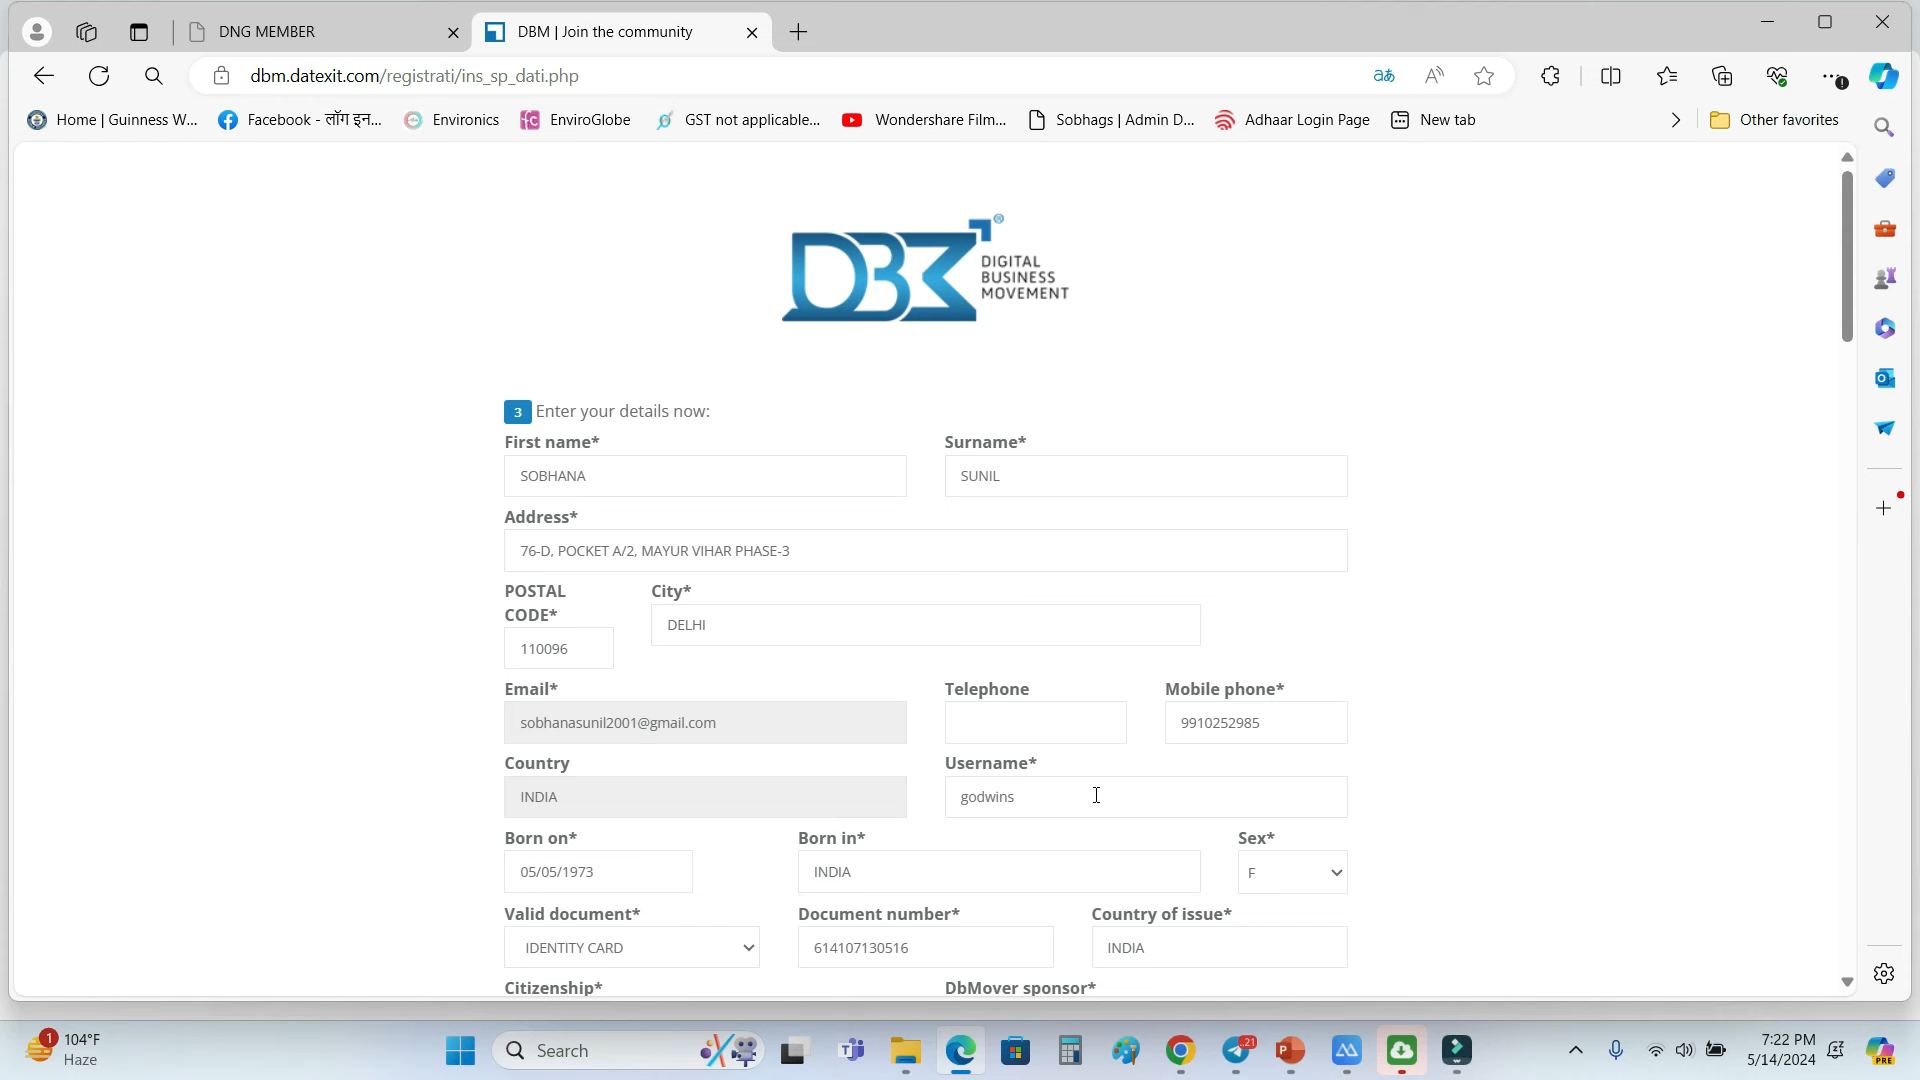 DNG MEMBER
DBM | Join the community
dbm.datexit.com/registrati/ins_sp_dati.php
Home | Guinness W...
Facebook - लॉग इन...
Environics
EnviroGlobe
GST not applicable...
Wondershare Film...
Sobhags | Admin D...
Adhaar Login Page
New tab
Other favorites
DBM®
DIGITAL
BUSINESS
MOVEMENT
3 Enter your details now:
First name* Surname*
SOBHANA SUNIL
Address*
76-D, POCKET A/2, MAYUR VIHAR PHASE-3
POSTAL
CODE*
City*
DELHI
110096
Email* Telephone Mobile phone*
sobhanasunil2001@gmail.com 9910252985
Country Username*
INDIA godwins
Born on* Born in* Sex*
05/05/1973 INDIA F
Valid document* Document number* Country of issue*
IDENTITY CARD 614107130516 INDIA
Citizenship* DbMover sponsor*
1
104°F
Haze
Search
21
7:22 PM
5/14/2024
PRE